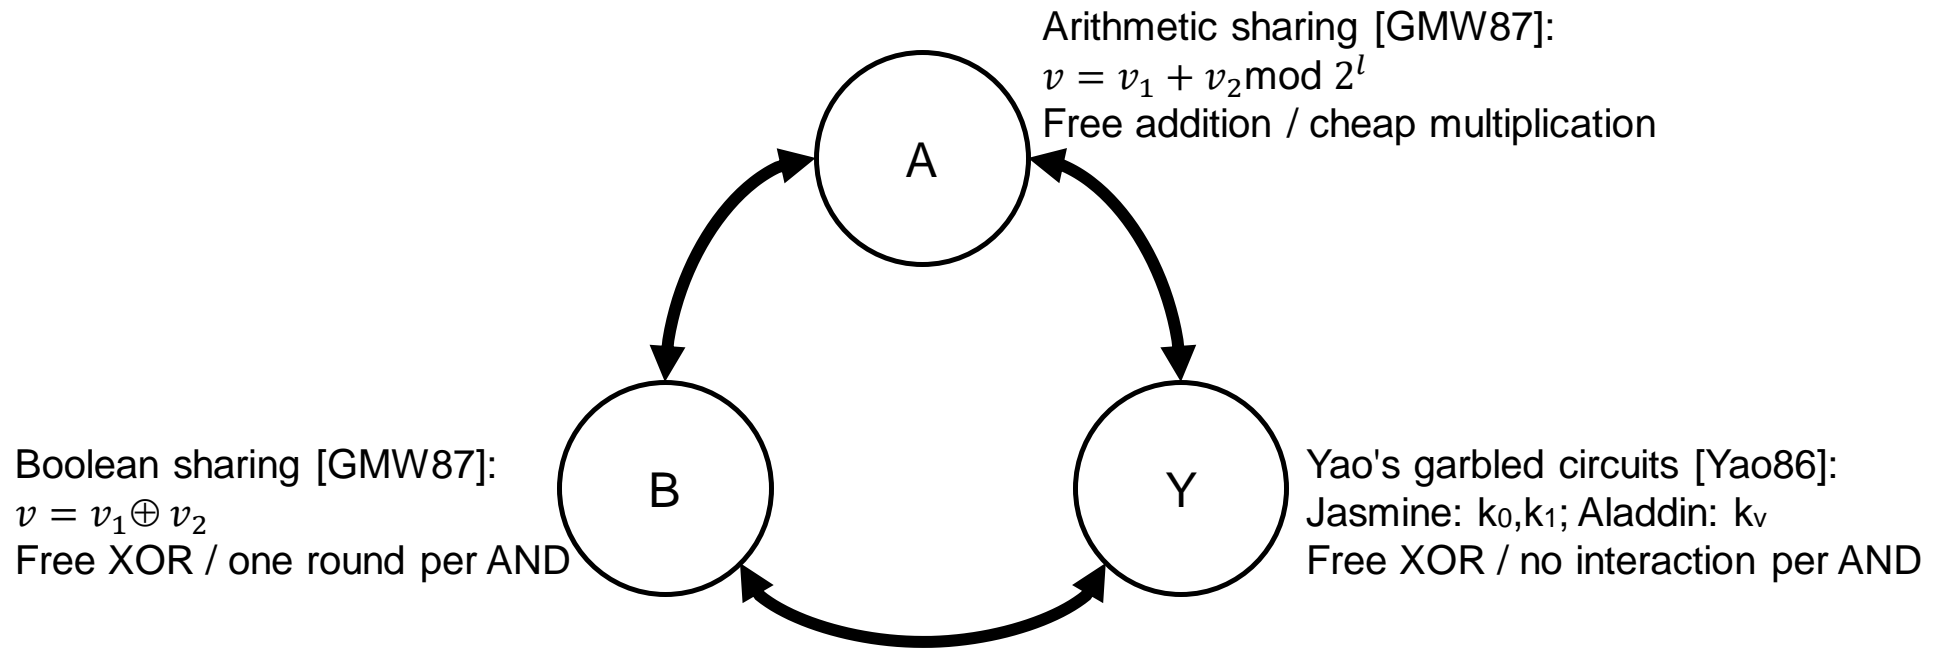 Arithmetic sharing [GMW87]:
𝑣 = 𝑣₁ + 𝑣₂mod 2ˡ
Free addition / cheap multiplication
A
B
Y
Boolean sharing [GMW87]:
𝑣 = 𝑣₁⊕ 𝑣₂
Free XOR / one round per AND
Yao's garbled circuits [Yao86]:
Jasmine: k₀,k₁; Aladdin: kᵥ
Free XOR / no interaction per AND